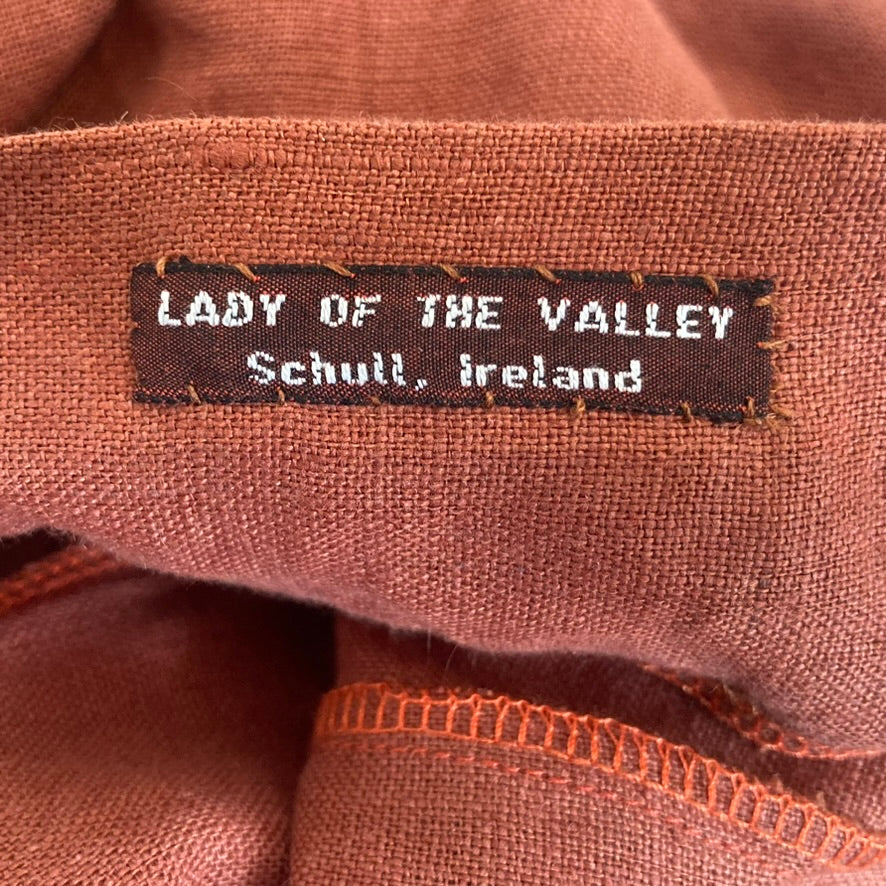 LADY OF THE VALLEY
Schull, Ireland